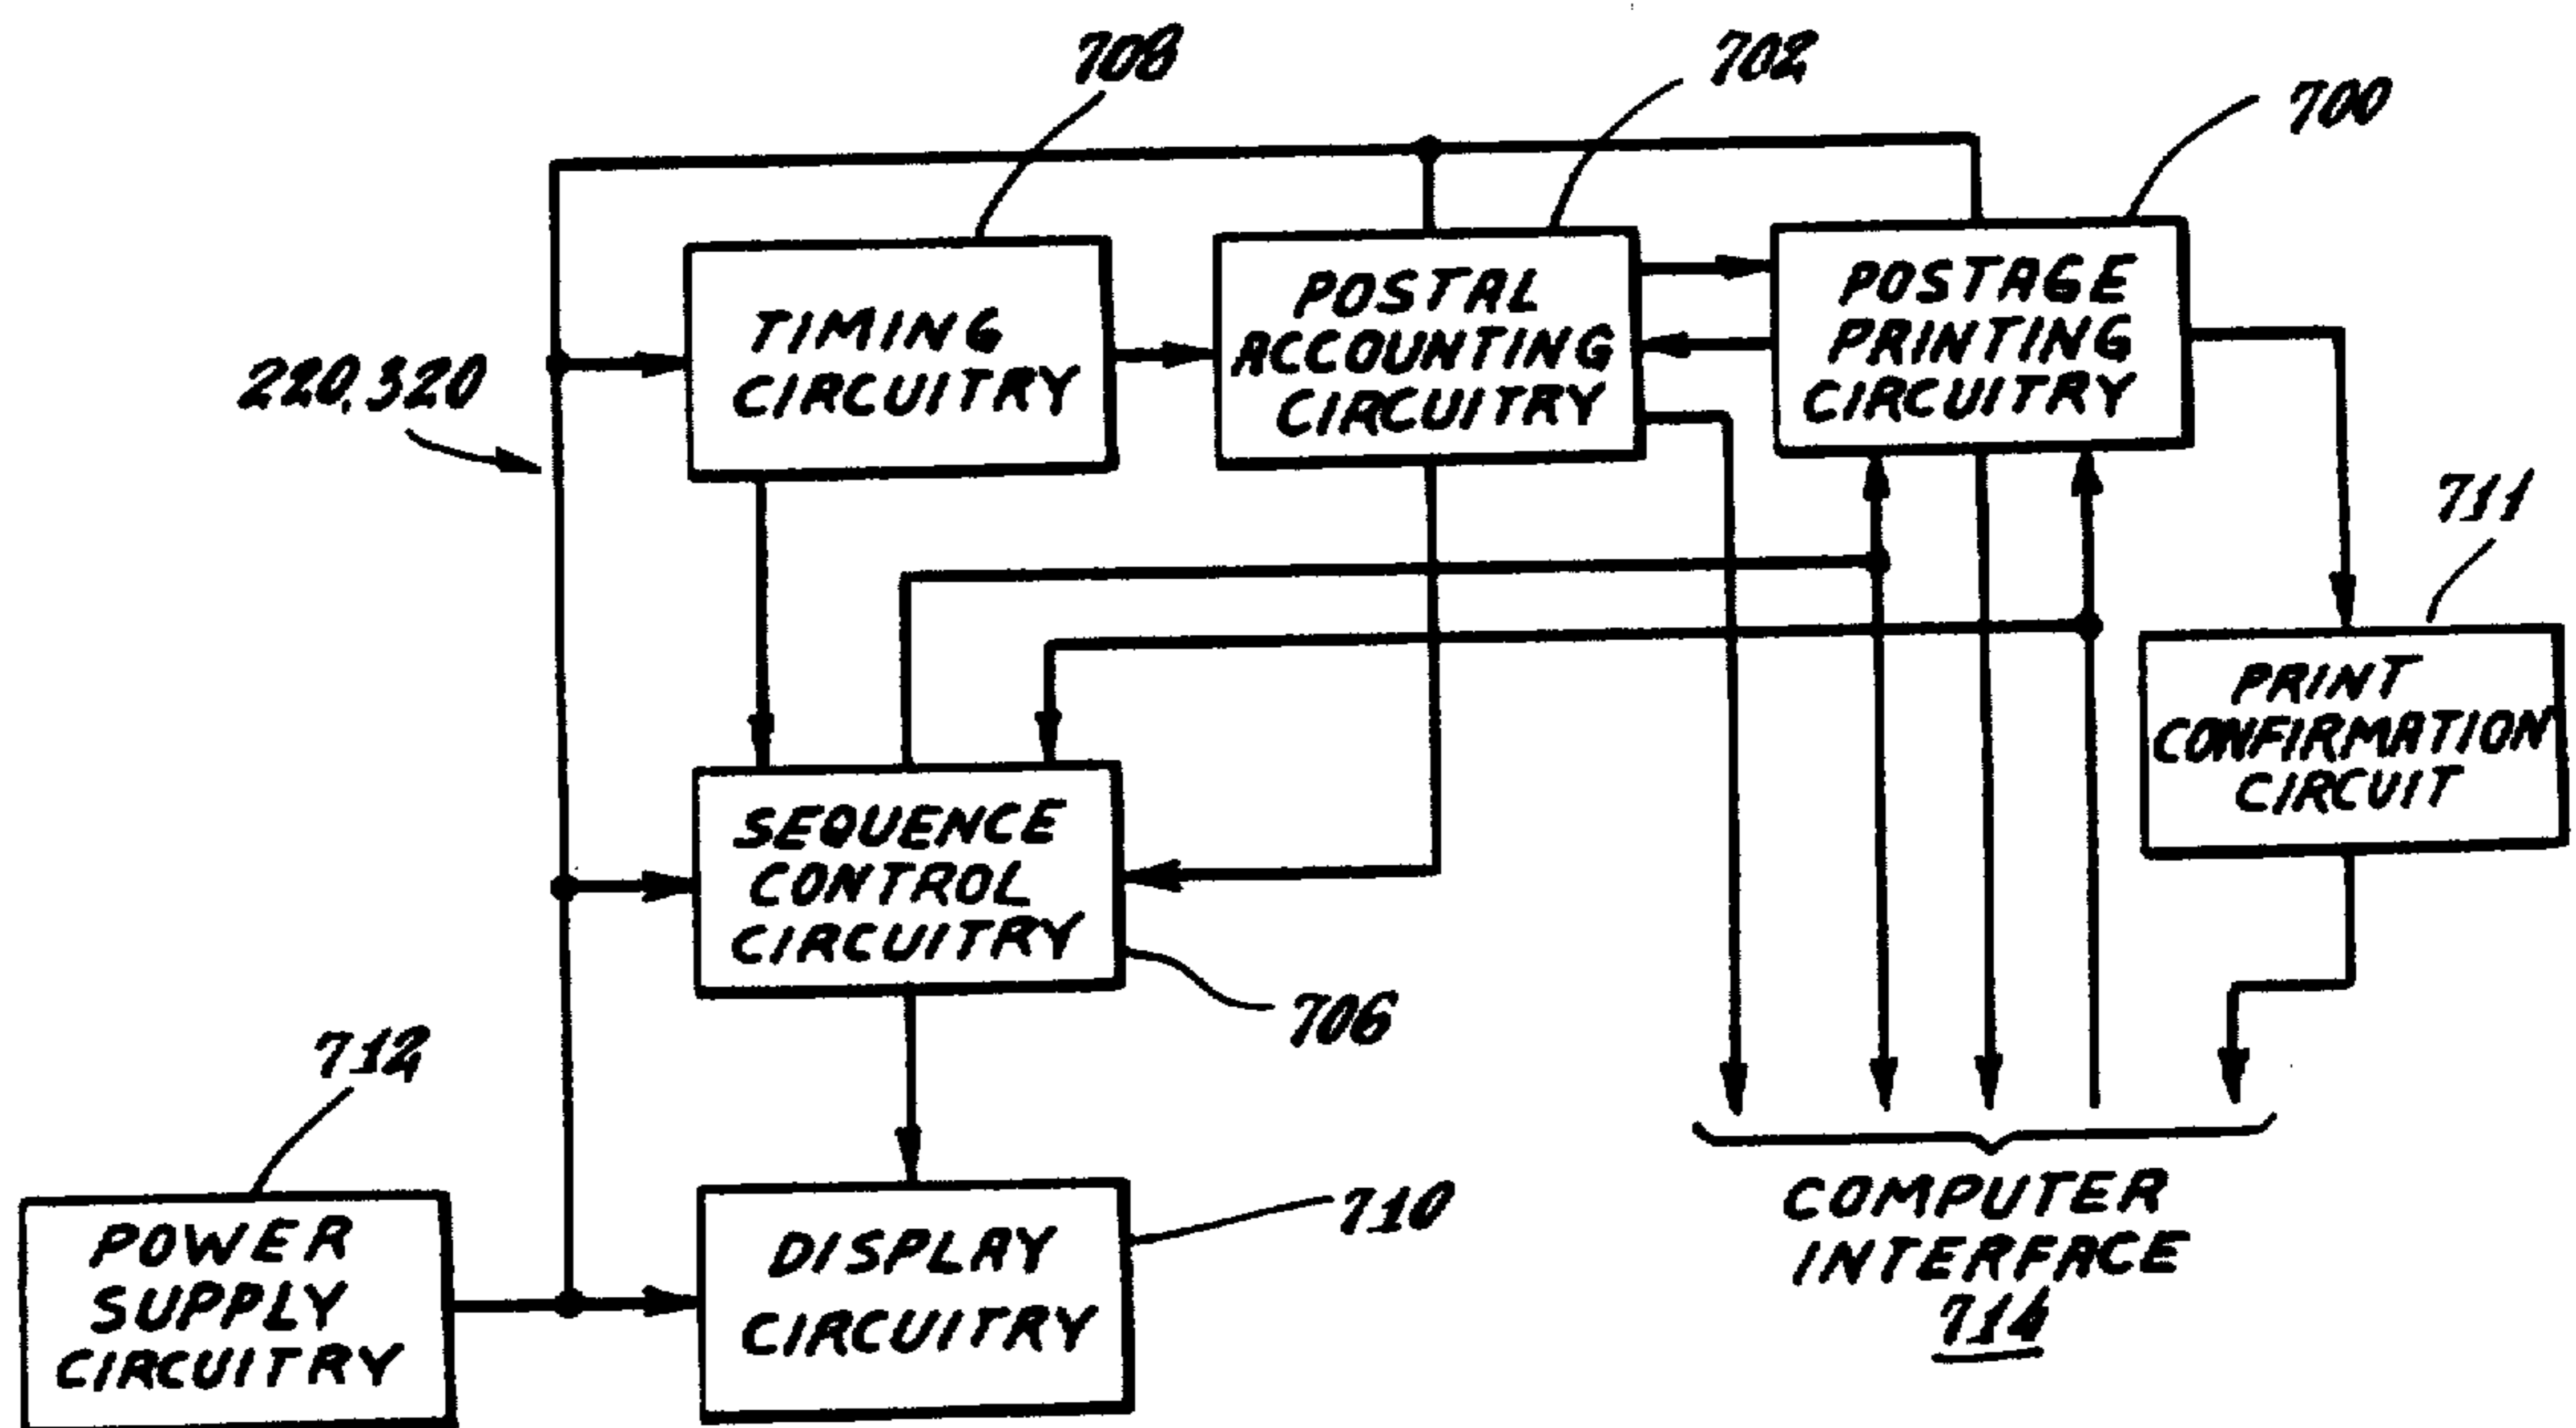 708
702
700
TIMING
CIRCUITRY
POSTAL
ACCOUNTING
CIRCUITRY
POSTAGE
PRINTING
CIRCUITRY
220,320
711
PRINT
CONFIRMATION
CIRCUIT
SEQUENCE
CONTROL
CIRCUITRY
706
712
POWER
SUPPLY
CIRCUITRY
DISPLAY
CIRCUITRY
710
COMPUTER
INTERFACE
714